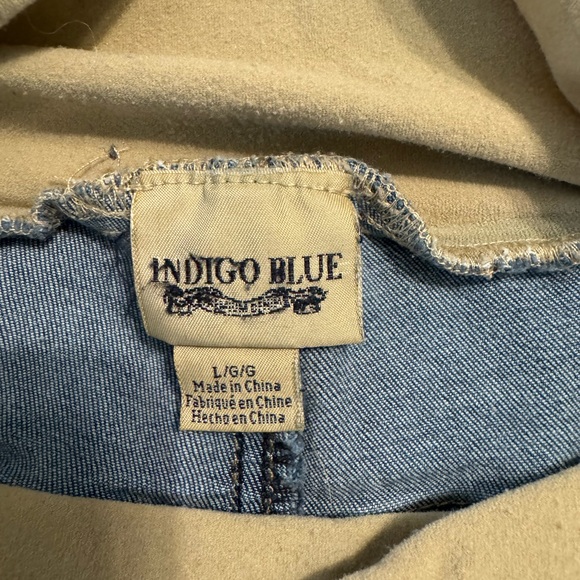 INDIGO BLUE
L/G/G
Made in China
Fabriqué en Chine
Hecho en China